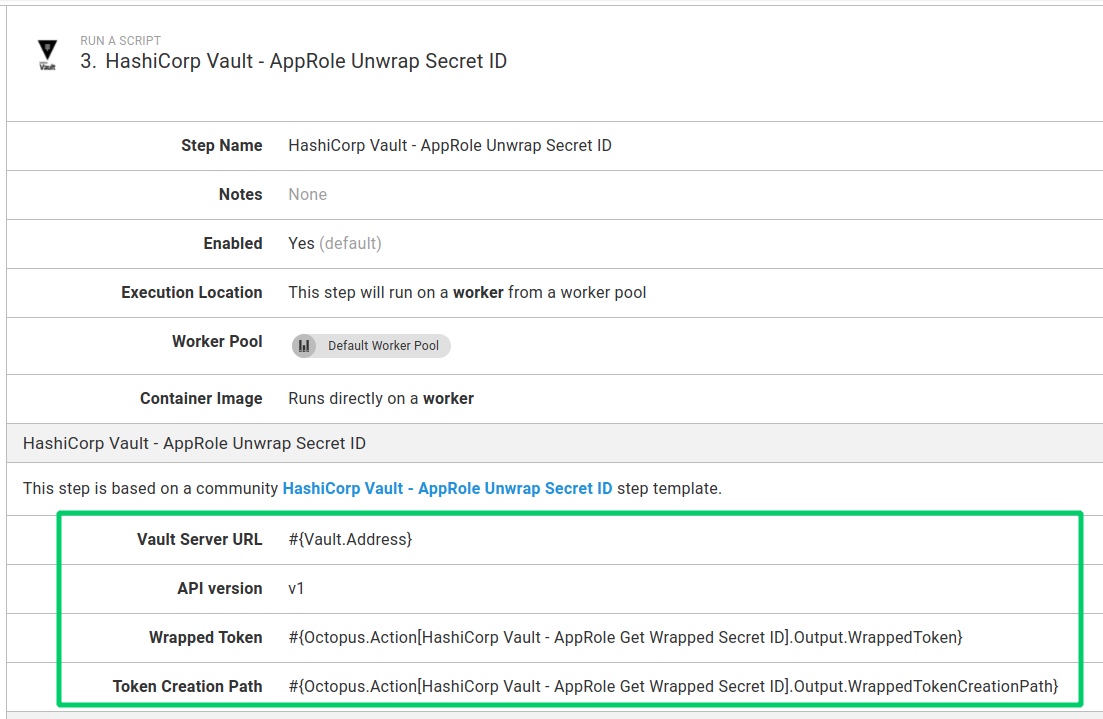 RUN A SCRIPT
3. HashiCorp Vault - AppRole Unwrap Secret ID
Vault
Step Name HashiCorp Vault - AppRole Unwrap Secret ID
Notes None
Enabled Yes (default)
Execution Location This step will run on a worker from a worker pool
Worker Pool Default Worker Pool
Container Image Runs directly on a worker
HashiCorp Vault - AppRole Unwrap Secret ID
This step is based on a community HashiCorp Vault - AppRole Unwrap Secret ID step template.
Vault Server URL #{Vault.Address}
API version v1
Wrapped Token #{Octopus.Action[HashiCorp Vault - AppRole Get Wrapped Secret ID].Output.WrappedToken}
Token Creation Path #{Octopus.Action[HashiCorp Vault - AppRole Get Wrapped Secret ID].Output.WrappedTokenCreationPath}